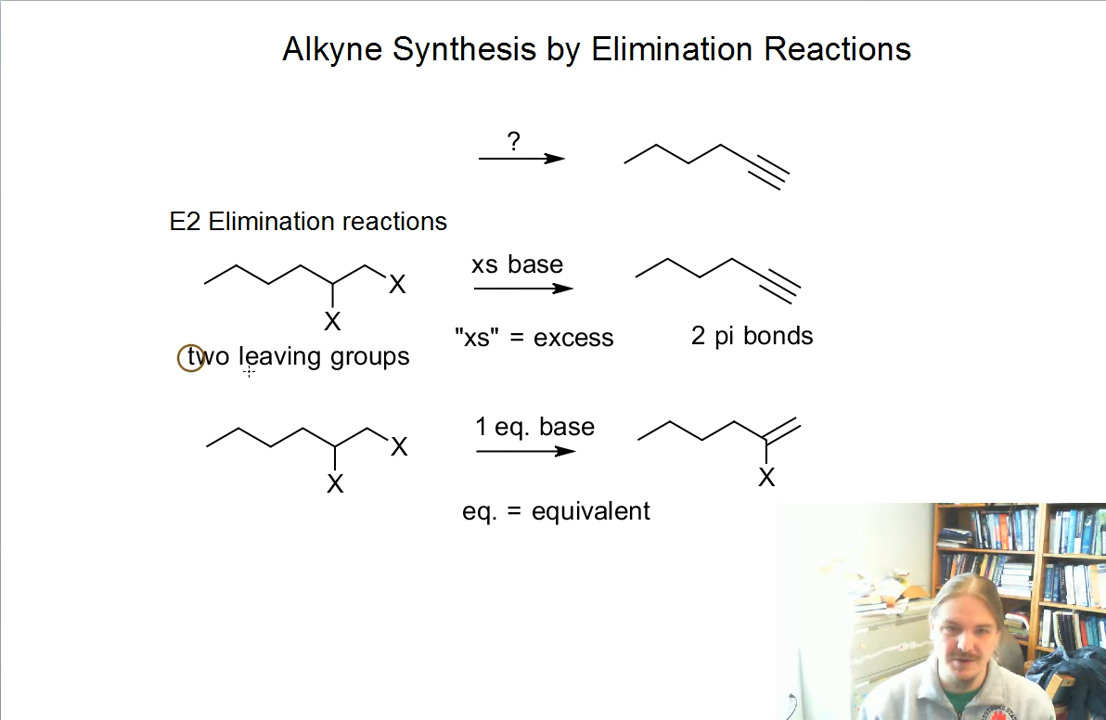 Alkyne Synthesis by Elimination Reactions
?
E2 Elimination reactions
xs base
X
X
"xs" = excess
2 pi bonds
two leaving groups
1 eq. base
X
X
X
eq. = equivalent